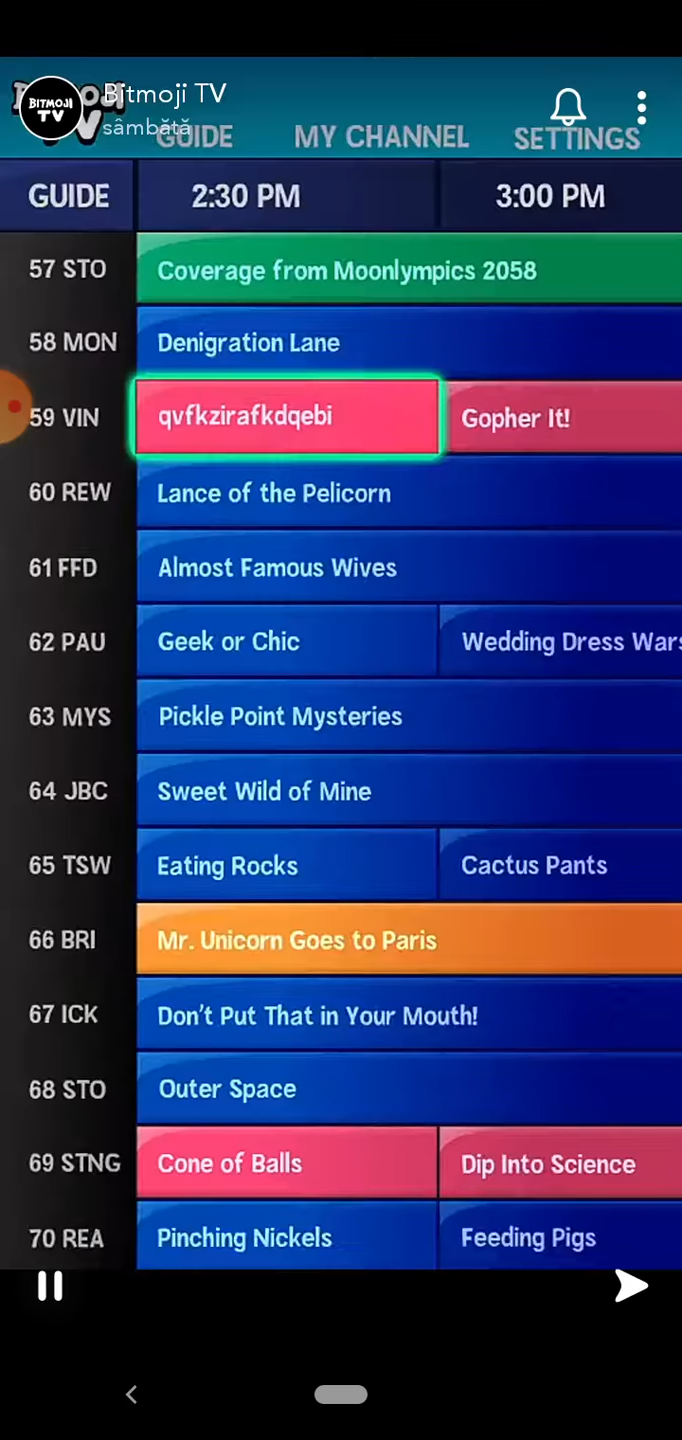 BITMOJI TV
Bitmoji TV
sâmbătă
GUIDE MY CHANNEL SETTINGS
GUIDE 2:30 PM 3:00 PM
57 STO Coverage from Moonlympics 2058
58 MON Denigration Lane
59 VIN qvfkzirafkdqebi Gopher It!
60 REW Lance of the Pelicorn
61 FFD Almost Famous Wives
62 PAU Geek or Chic Wedding Dress Wars
63 MYS Pickle Point Mysteries
64 JBC Sweet Wild of Mine
65 TSW Eating Rocks Cactus Pants
66 BRI Mr. Unicorn Goes to Paris
67 ICK Don't Put That in Your Mouth!
68 STO Outer Space
69 STNG Cone of Balls Dip Into Science
70 REA Pinching Nickels Feeding Pigs